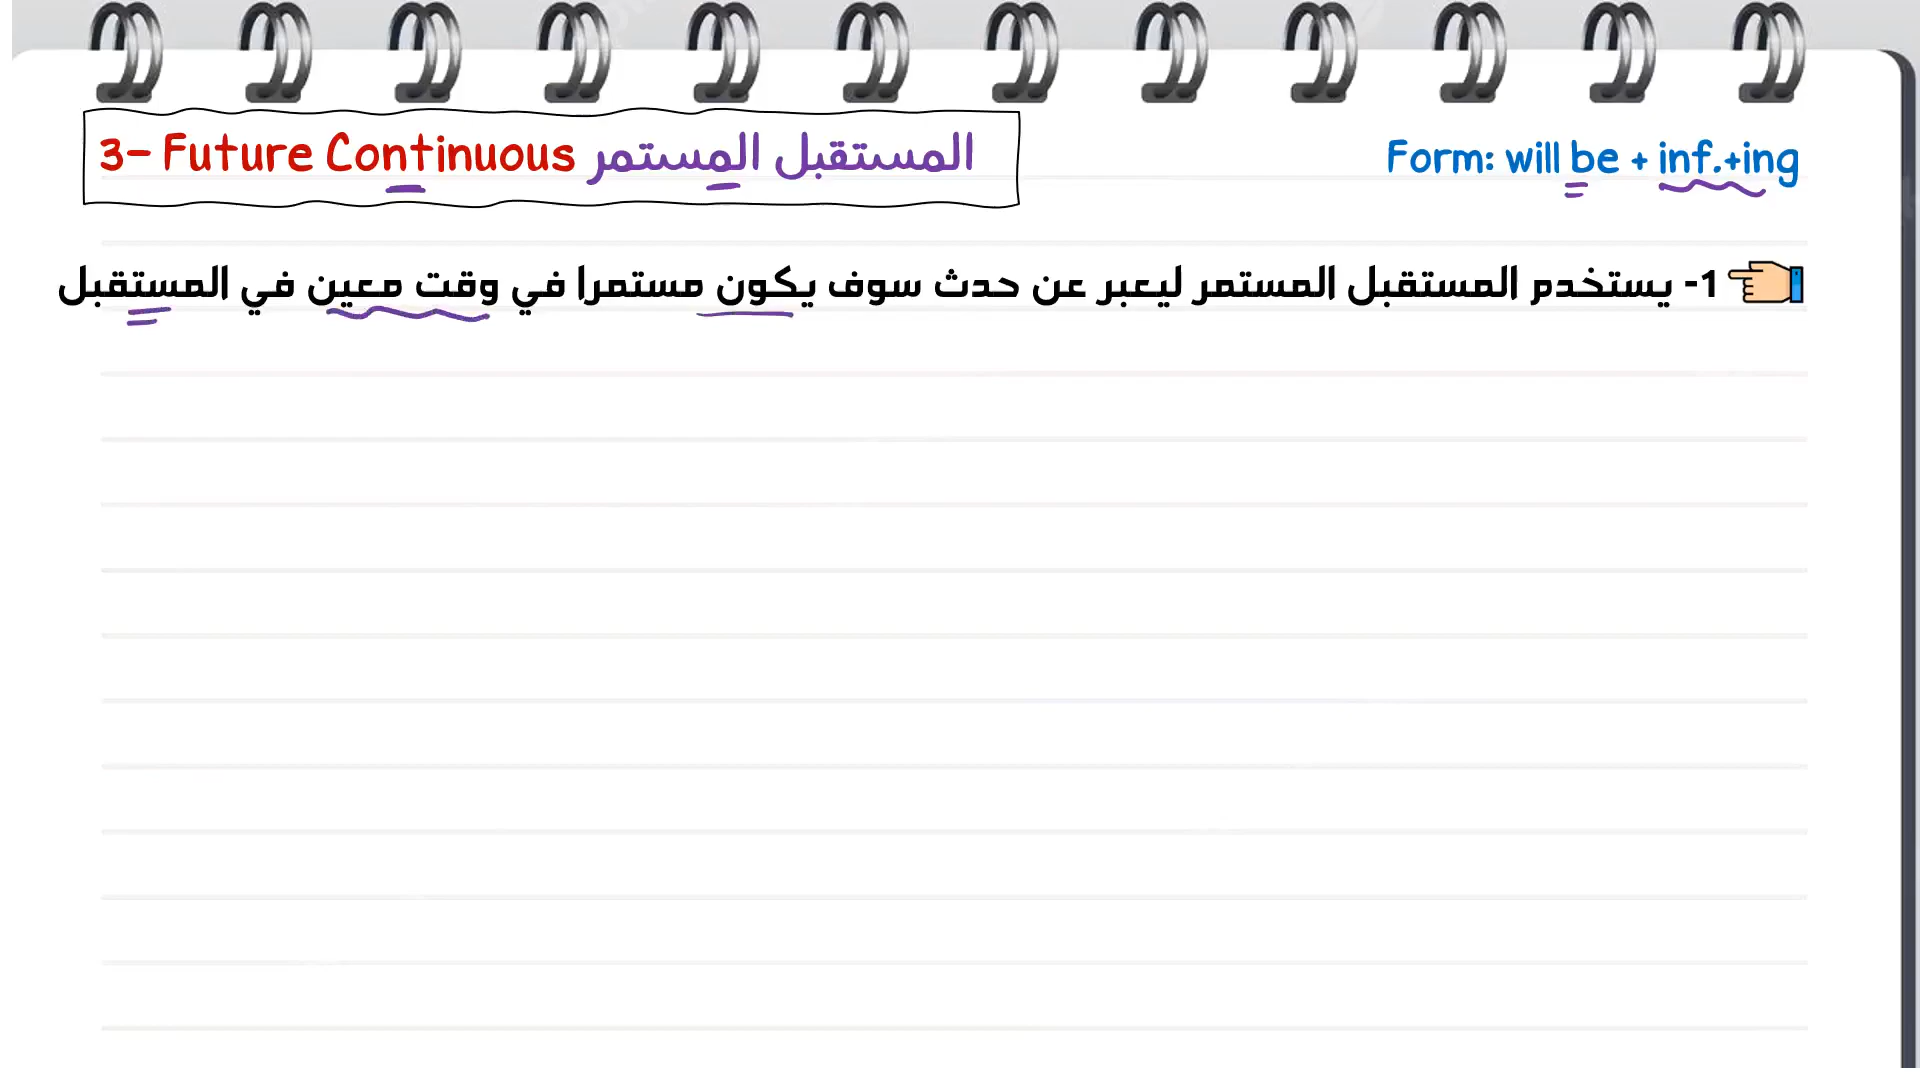 3- Future Continuous المستقبل المستمر
Form: will be + inf.+ing
1- يستخدم المستقبل المستمر ليعبر عن حدث سوف يكون مستمرا في وقت معين في المستقبل